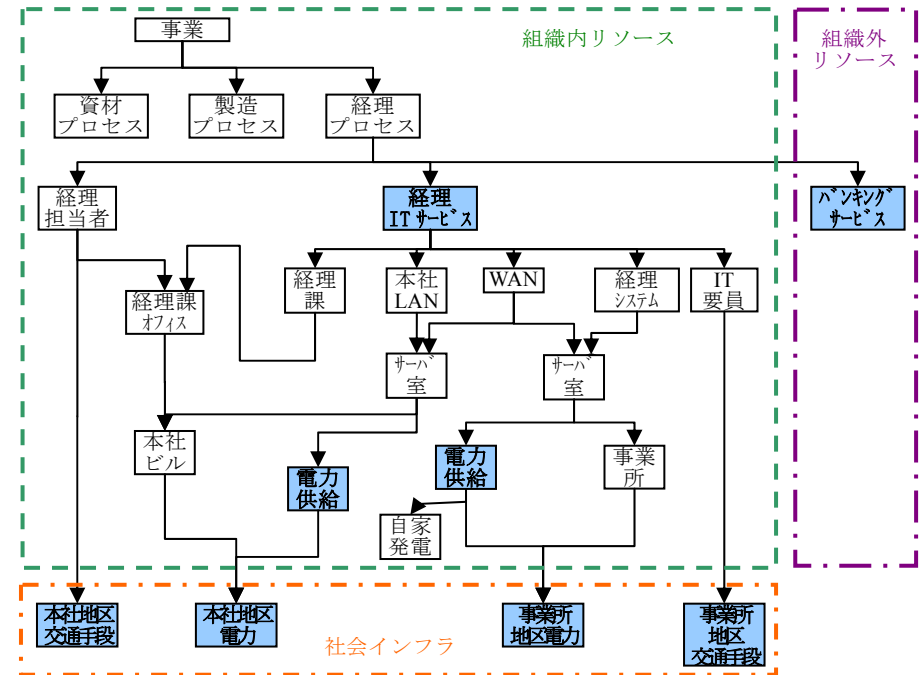 事業
組織内リソース
組織外
リソース
資材
プロセス
製造
プロセス
経理
プロセス
経理
担当者
経理
ITサービス
バンキング
サービス
経理課
オフィス
経理
課
本社
LAN
WAN
経理
システム
IT
要員
サーバ
室
サーバ
室
本社
ビル
電力
供給
電力
供給
事業
所
自家
発電
本社地区
交通手段
本社地区
電力
社会インフラ
事業所
地区電力
事業所
地区
交通手段